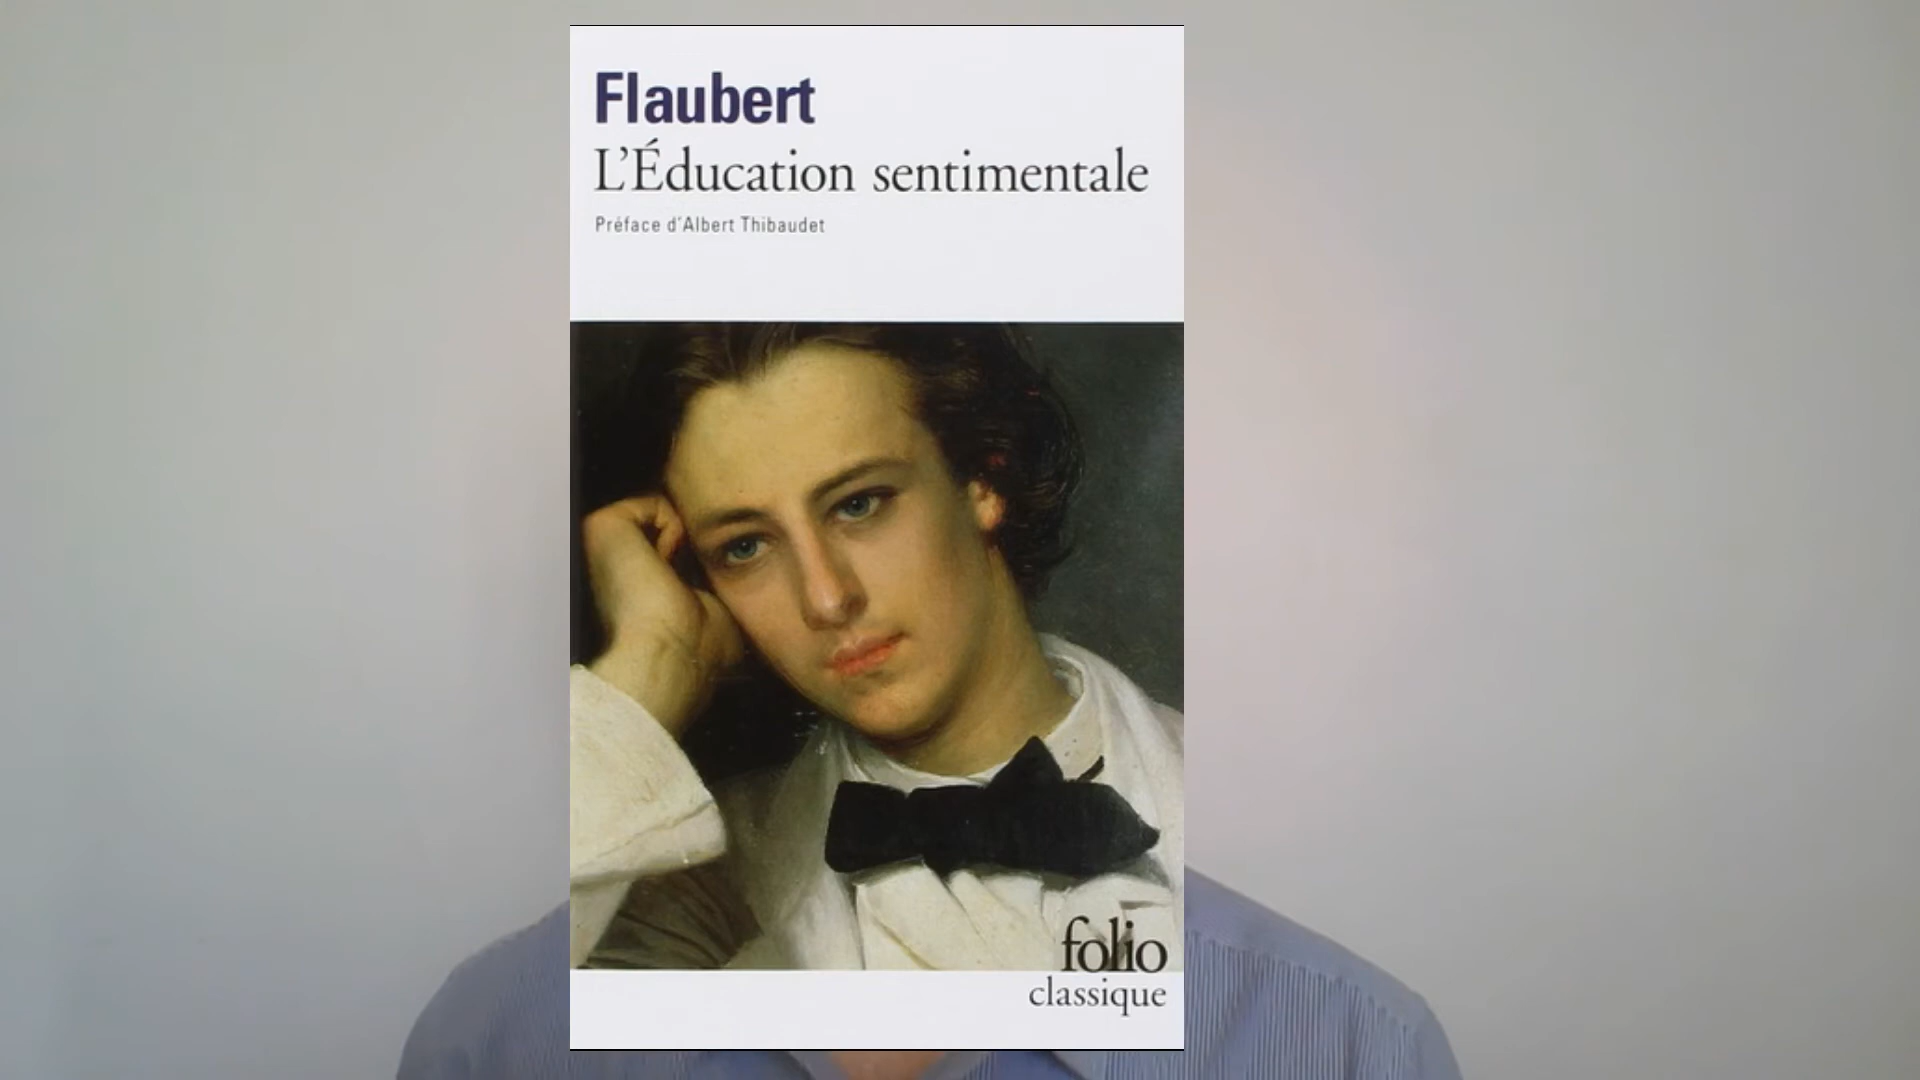 Flaubert
L'Éducation sentimentale
Préface d'Albert Thibaudet
folio
classique